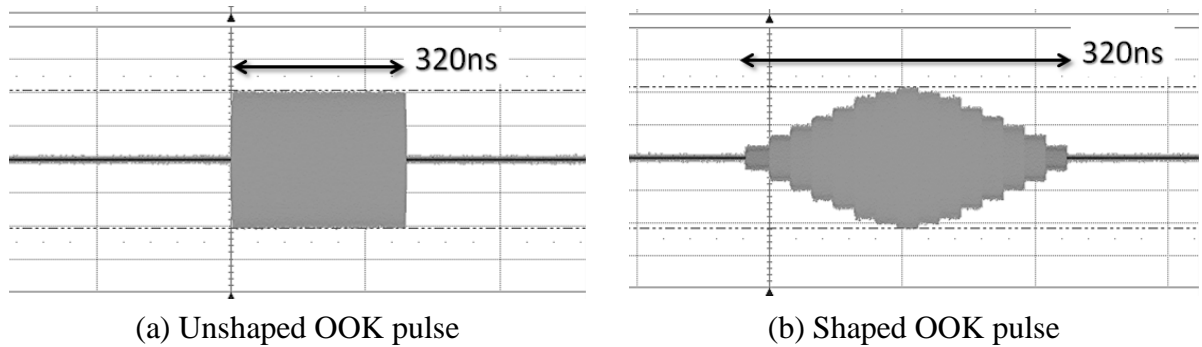 320ns
320ns
(a) Unshaped OOK pulse
(b) Shaped OOK pulse